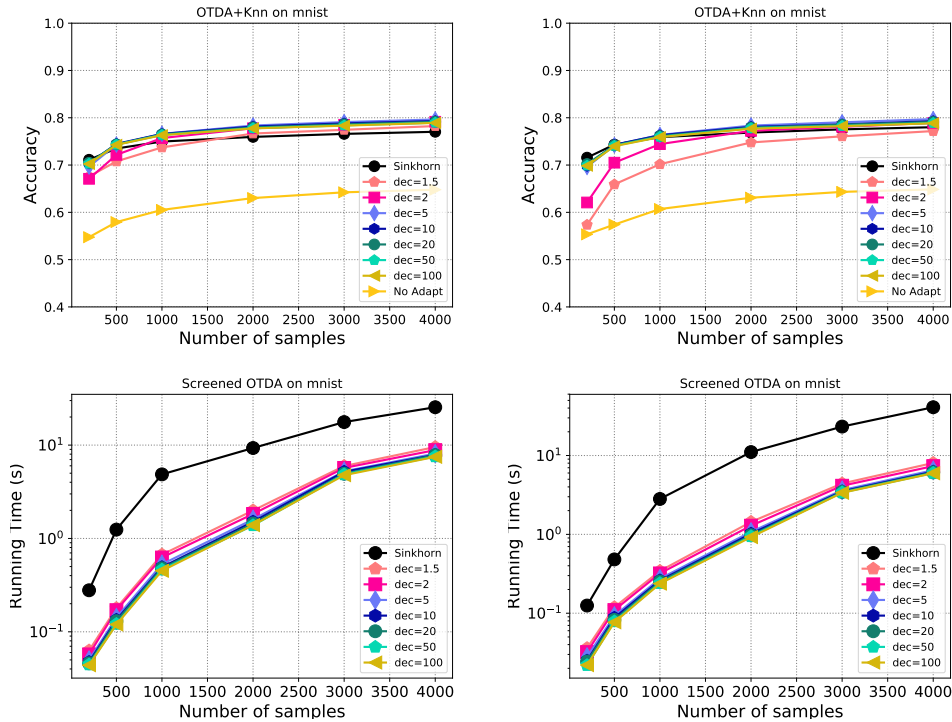 OTDA+Knn on mnist
1.0
0.9
0.8
0.7
0.6
0.5
0.4
Accuracy
500 1000 1500 2000 2500 3000 3500 4000
Number of samples
Sinkhorn
dec=1.5
dec=2
dec=5
dec=10
dec=20
dec=50
dec=100
No Adapt
OTDA+Knn on mnist
1.0
0.9
0.8
0.7
0.6
0.5
0.4
Accuracy
500 1000 1500 2000 2500 3000 3500 4000
Number of samples
Sinkhorn
dec=1.5
dec=2
dec=5
dec=10
dec=20
dec=50
dec=100
No Adapt
Screened OTDA on mnist
10¹
10⁰
10⁻¹
Running Time (s)
500 1000 1500 2000 2500 3000 3500 4000
Number of samples
Sinkhorn
dec=1.5
dec=2
dec=5
dec=10
dec=20
dec=50
dec=100
Screened OTDA on mnist
10¹
10⁰
10⁻¹
Running Time (s)
500 1000 1500 2000 2500 3000 3500 4000
Number of samples
Sinkhorn
dec=1.5
dec=2
dec=5
dec=10
dec=20
dec=50
dec=100